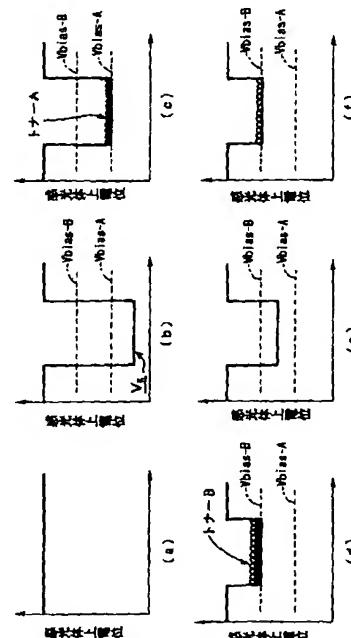 感光体上電位
(a)
感光体上電位
Vbias-B
Vbias-A
VR
(b)
感光体上電位
トナーA
Vbias-B
Vbias-A
(c)
感光体上電位
トナーB
Vbias-B
Vbias-A
(d)
感光体上電位
Vbias-B
Vbias-A
(e)
感光体上電位
Vbias-B
Vbias-A
(f)